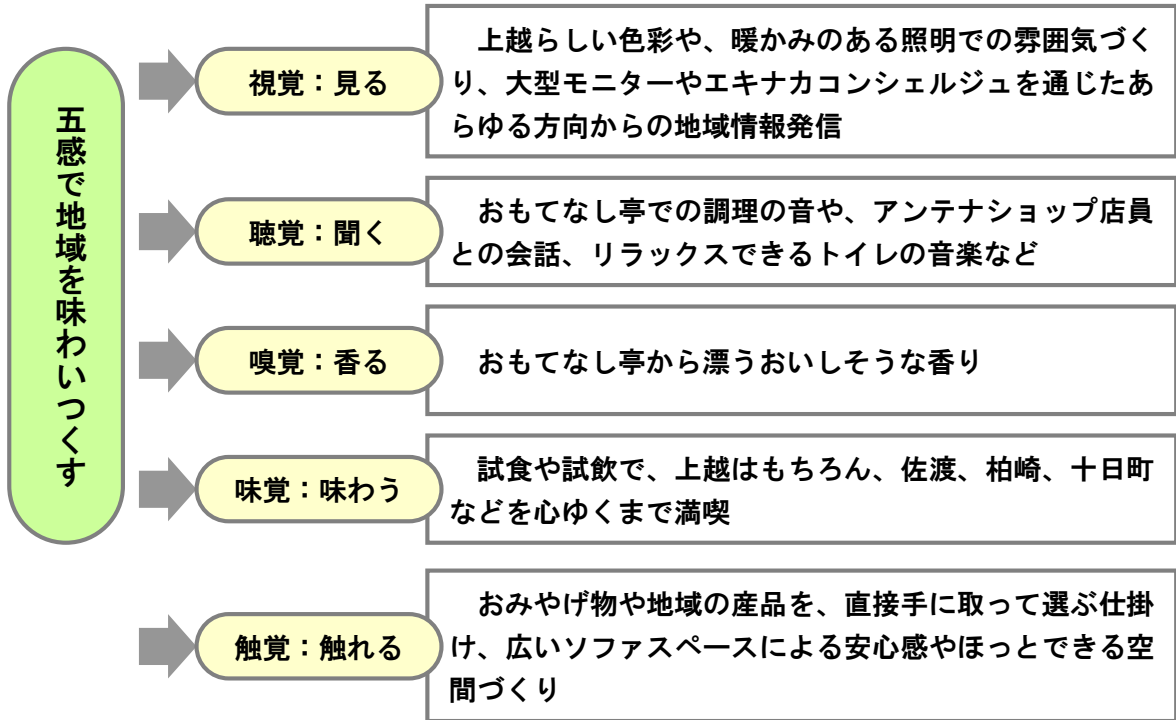 五感で地域を味わいつくす
視覚：見る
上越らしい色彩や、暖かみのある照明での雰囲気づく
り、大型モニターやエキナカコンシェルジュを通じたあ
らゆる方向からの地域情報発信
聴覚：聞く
おもてなし亭での調理の音や、アンテナショップ店員
との会話、リラックスできるトイレの音楽など
嗅覚：香る
おもてなし亭から漂うおいしそうな香り
味覚：味わう
試食や試飲で、上越はもちろん、佐渡、柏崎、十日町
などを心ゆくまで満喫
触覚：触れる
おみやげ物や地域の産品を、直接手に取って選ぶ仕掛
け、広いソファスペースによる安心感やほっとできる空
間づくり